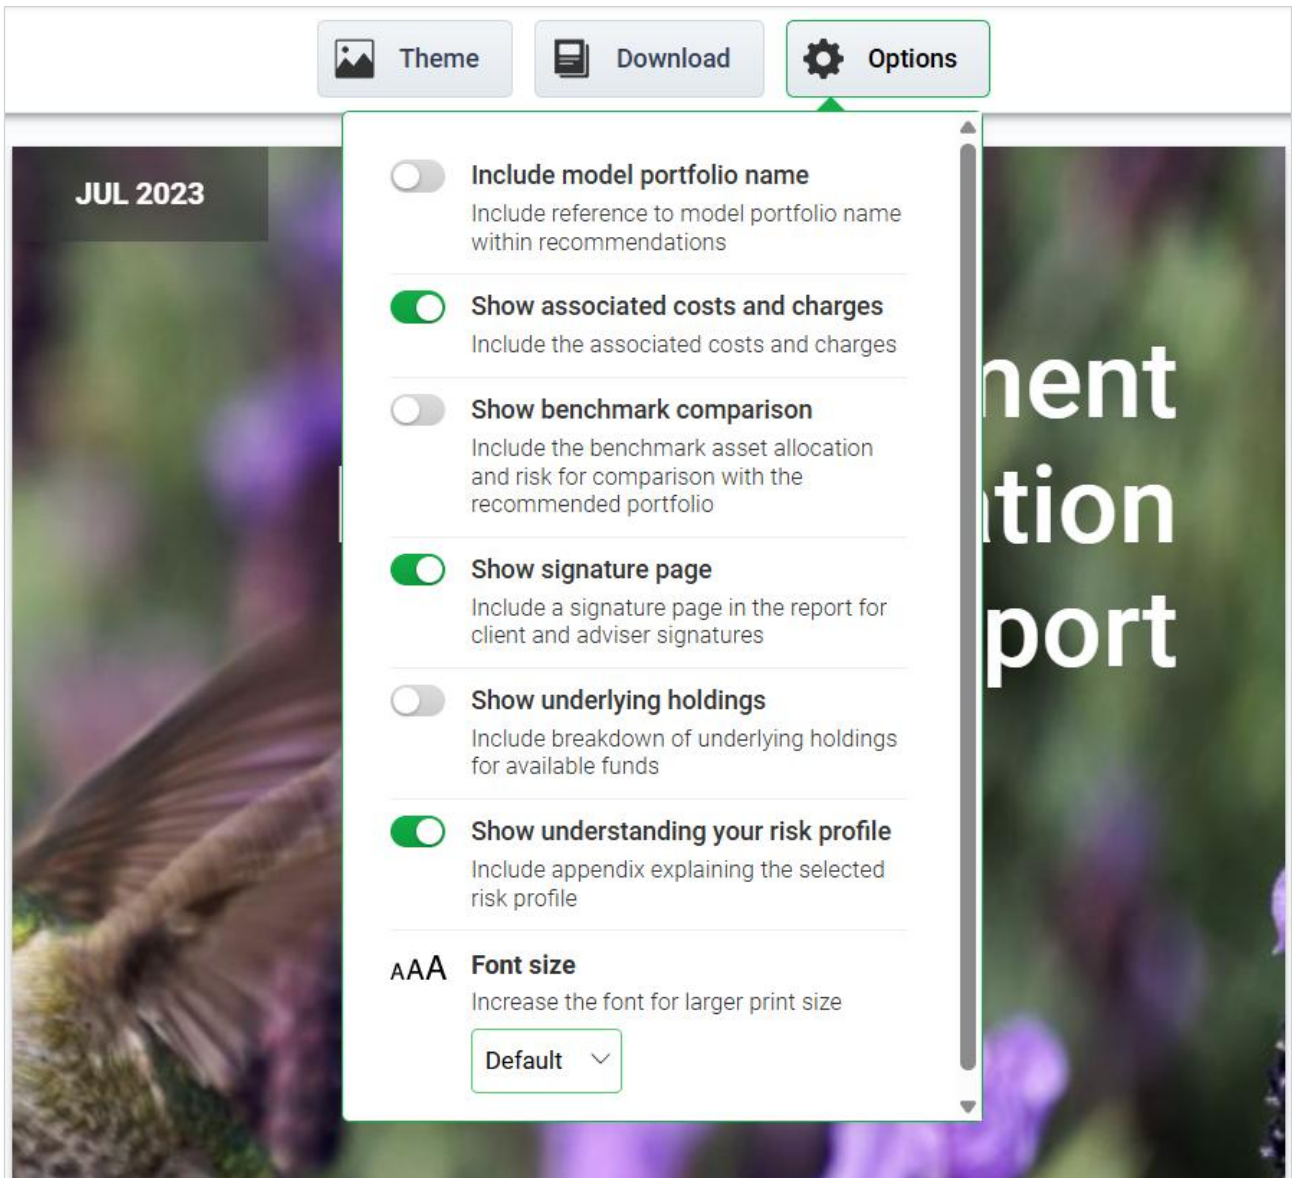 Theme
Download
Options
JUL 2023
Include model portfolio name
Include reference to model portfolio name
within recommendations
Show associated costs and charges
Include the associated costs and charges
Show benchmark comparison
Include the benchmark asset allocation
and risk for comparison with the
recommended portfolio
Show signature page
Include a signature page in the report for
client and adviser signatures
Show underlying holdings
Include breakdown of underlying holdings
for available funds
Show understanding your risk profile
Include appendix explaining the selected
risk profile
AAA
Font size
Increase the font for larger print size
Default